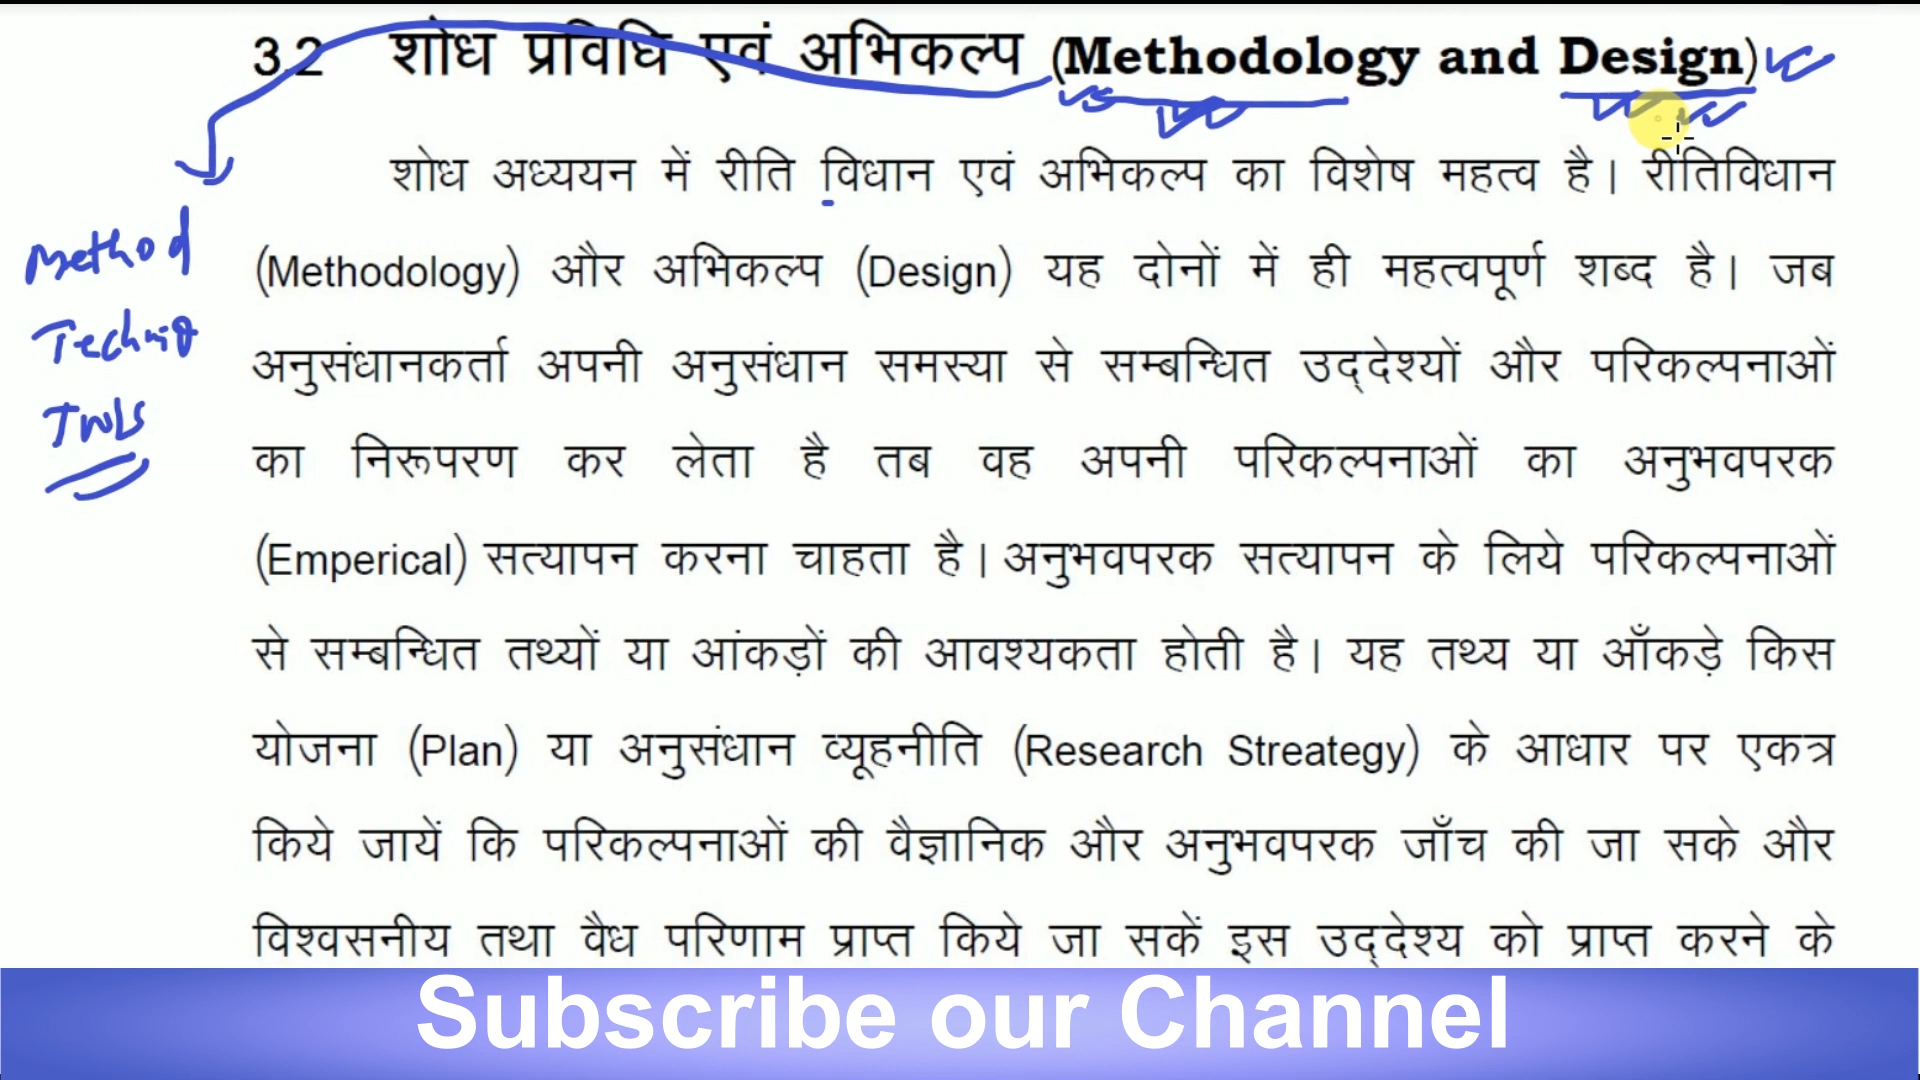 3.2 शोध प्रविधि एवं अभिकल्प (Methodology and Design)
शोध अध्ययन में रीति विधान एवं अभिकल्प का विशेष महत्व है। रीतिविधान
(Methodology) और अभिकल्प (Design) यह दोनों में ही महत्वपूर्ण शब्द है। जब
अनुसंधानकर्ता अपनी अनुसंधान समस्या से सम्बन्धित उद्देश्यों और परिकल्पनाओं
का निरूपरण कर लेता है तब वह अपनी परिकल्पनाओं का अनुभवपरक
(Emperical) सत्यापन करना चाहता है। अनुभवपरक सत्यापन के लिये परिकल्पनाओं
से सम्बन्धित तथ्यों या आंकड़ों की आवश्यकता होती है। यह तथ्य या आँकड़े किस
योजना (Plan) या अनुसंधान व्यूहनीति (Research Streategy) के आधार पर एकत्र
किये जायें कि परिकल्पनाओं की वैज्ञानिक और अनुभवपरक जाँच की जा सके और
विश्वसनीय तथा वैध परिणाम प्राप्त किये जा सकें इस उद्देश्य को प्राप्त करने के
Method
Tools
Subscribe our Channel